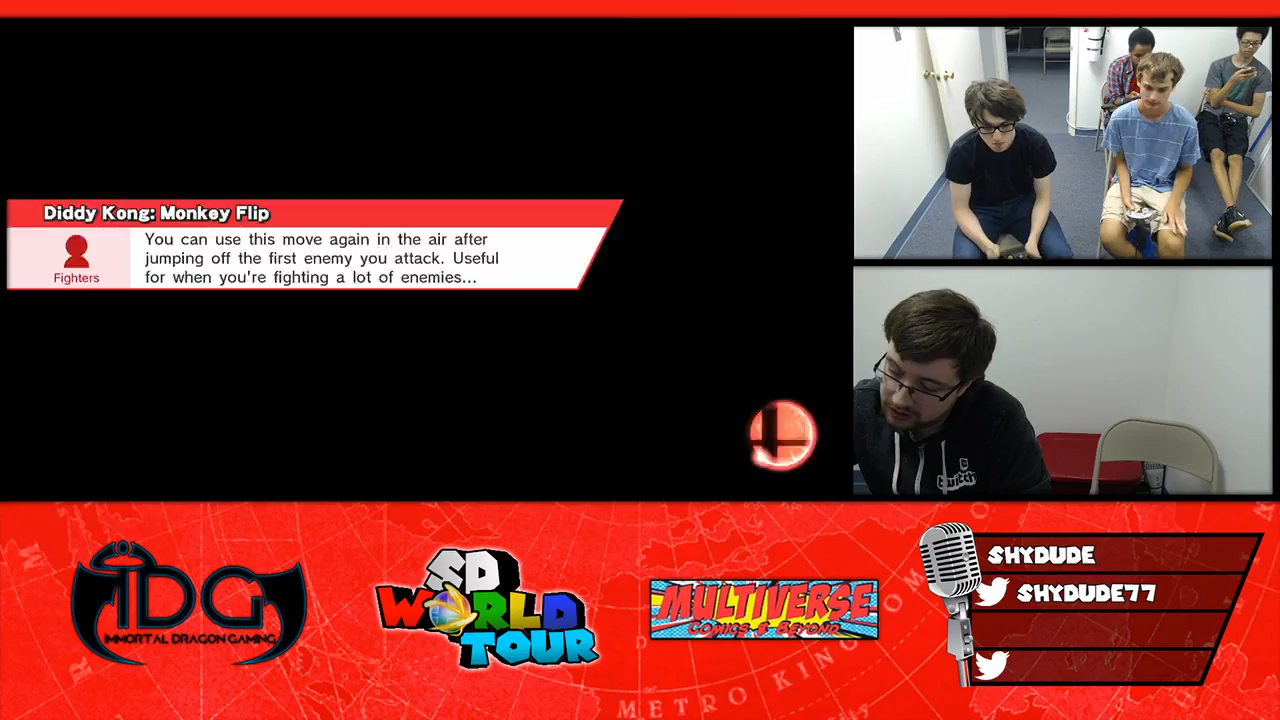 Diddy Kong: Monkey Flip
You can use this move again in the air after
jumping off the first enemy you attack. Useful
for when you're fighting a lot of enemies...
Fighters
twitch
IDG
IMMORTAL DRAGON GAMING
SD
WORLD
TOUR
MULTIVERSE
COMICS & BEYOND
SHYDUDE
SHYDUDE77
METRO KINGDOM